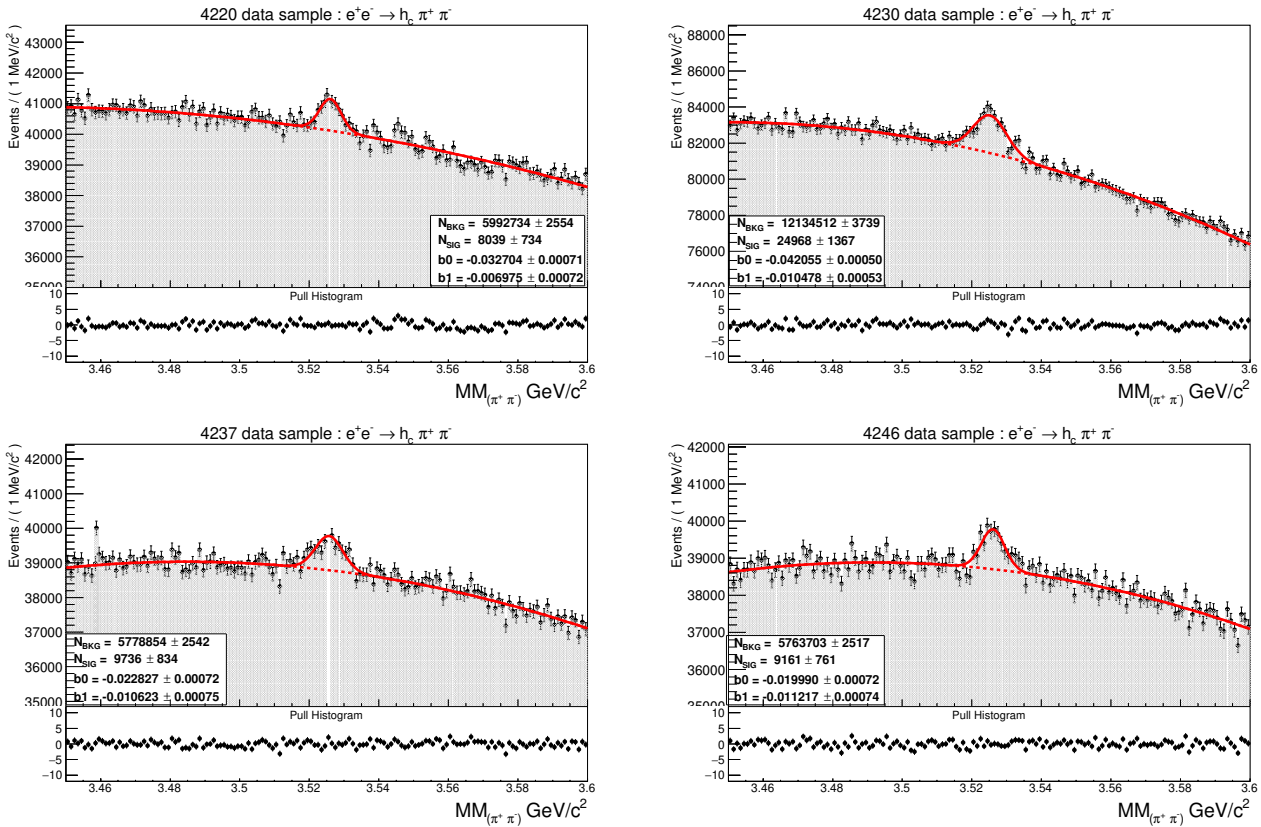 4220 data sample : e⁺e⁻ → h_c π⁺ π⁻
Events / ( 1 MeV/c² )
43000
42000
41000
40000
39000
38000
37000
36000
35000
N_BKG = 5992734 ± 2554
N_SIG = 8039 ± 734
b0 = -0.032704 ± 0.00071
b1 = -0.006975 ± 0.00072
Pull Histogram
10
5
0
−5
−10
3.46 3.48 3.5 3.52 3.54 3.56 3.58 3.6
MM_(π⁺ π⁻) GeV/c²
4230 data sample : e⁺e⁻ → h_c π⁺ π⁻
Events / ( 1 MeV/c² )
88000
86000
84000
82000
80000
78000
76000
74000
N_BKG = 12134512 ± 3739
N_SIG = 24968 ± 1367
b0 = -0.042055 ± 0.00050
b1 = -0.010478 ± 0.00053
Pull Histogram
10
5
0
−5
−10
3.46 3.48 3.5 3.52 3.54 3.56 3.58 3.6
MM_(π⁺ π⁻) GeV/c²
4237 data sample : e⁺e⁻ → h_c π⁺ π⁻
Events / ( 1 MeV/c² )
42000
41000
40000
39000
38000
37000
36000
35000
N_BKG = 5778854 ± 2542
N_SIG = 9736 ± 834
b0 = -0.022827 ± 0.00072
b1 = -0.010623 ± 0.00075
Pull Histogram
10
5
0
−5
−10
3.46 3.48 3.5 3.52 3.54 3.56 3.58 3.6
MM_(π⁺ π⁻) GeV/c²
4246 data sample : e⁺e⁻ → h_c π⁺ π⁻
Events / ( 1 MeV/c² )
42000
41000
40000
39000
38000
37000
36000
35000
N_BKG = 5763703 ± 2517
N_SIG = 9161 ± 761
b0 = -0.019990 ± 0.00072
b1 = -0.011217 ± 0.00074
Pull Histogram
10
5
0
−5
−10
3.46 3.48 3.5 3.52 3.54 3.56 3.58 3.6
MM_(π⁺ π⁻) GeV/c²